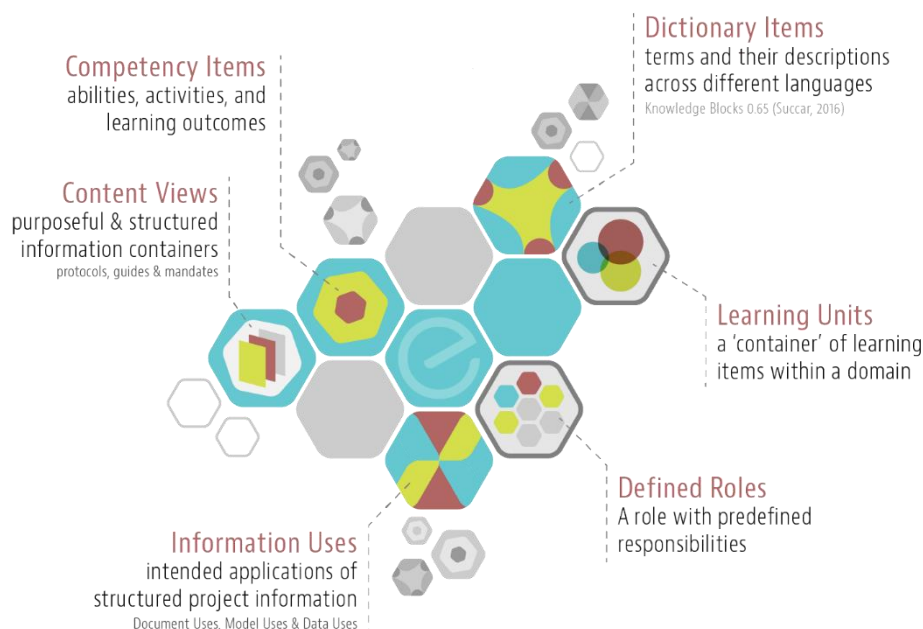 Dictionary Items
terms and their descriptions
across different languages
Knowledge Blocks 0.65 (Succar, 2016)
Competency Items
abilities, activities, and
learning outcomes
Content Views
purposeful & structured
information containers
protocols, guides & mandates
Learning Units
a 'container' of learning
items within a domain
Defined Roles
A role with predefined
responsibilities
Information Uses
intended applications of
structured project information
Document Uses, Model Uses & Data Uses
e